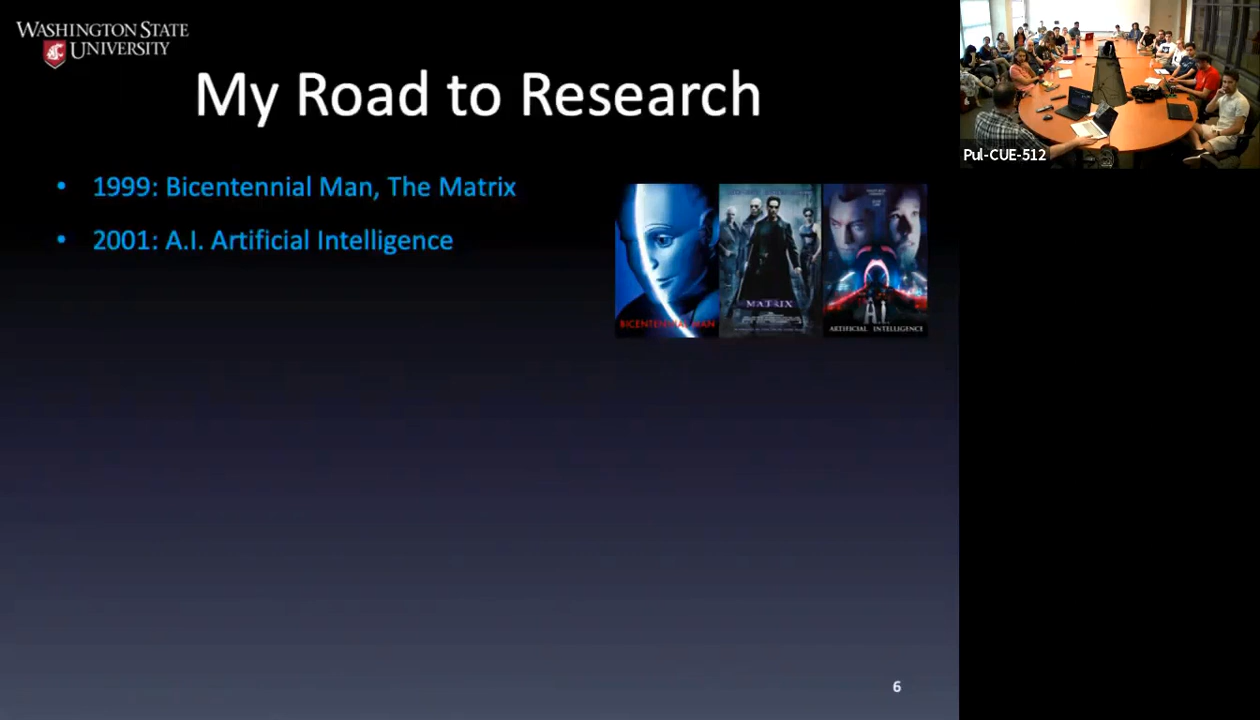 WASHINGTON STATE
UNIVERSITY
My Road to Research
• 1999: Bicentennial Man, The Matrix
• 2001: A.I. Artificial Intelligence
BICENTENNIAL MAN
MATRIX
A.I.
ARTIFICIAL INTELLIGENCE
Pul-CUE-512
6